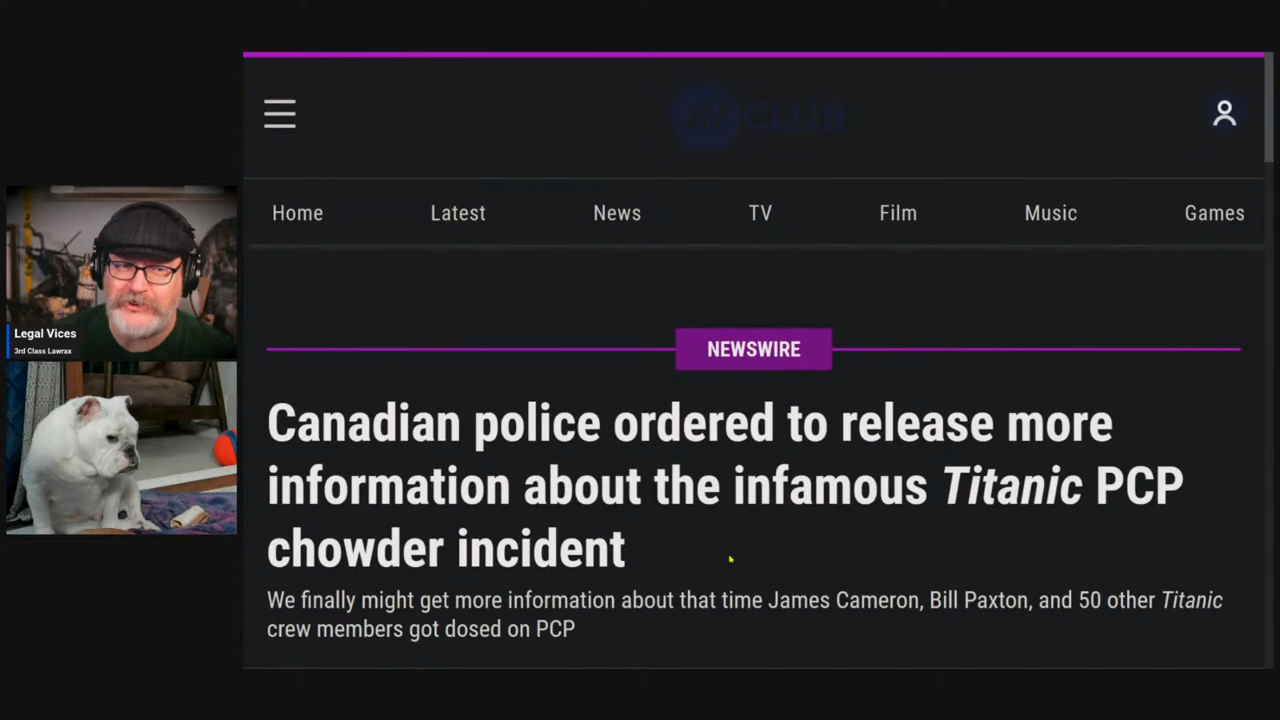 AV CLUB
Home Latest News TV Film Music Games
Legal Vices
3rd Class Lawrax
NEWSWIRE
Canadian police ordered to release more
information about the infamous Titanic PCP
chowder incident
We finally might get more information about that time James Cameron, Bill Paxton, and 50 other Titanic
crew members got dosed on PCP